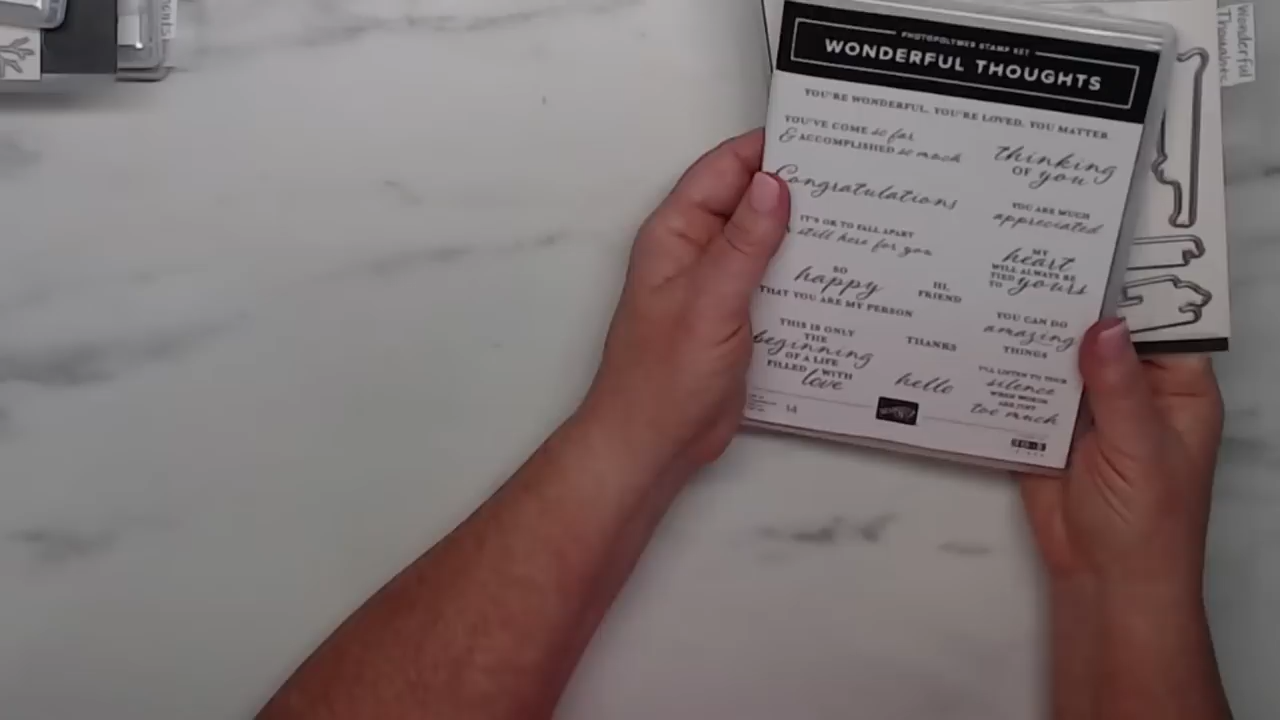 PHOTOPOLYMER STAMP SET
WONDERFUL THOUGHTS
YOU'RE WONDERFUL. YOU'RE LOVED. YOU MATTER
YOU'VE COME so far
& ACCOMPLISHED so much
thinking
OF you
Congratulations
YOU ARE MUCH
appreciated
IT'S OK TO FALL APART
still here for you
MY
heart
WILL ALWAYS BE
TIED
TO yours
SO
happy
THAT YOU ARE MY PERSON
HI,
FRIEND
YOU CAN DO
amazing
THINGS
THIS IS ONLY
THE
beginning
OF A LIFE
FILLED WITH
love
THANKS
hello
I'LL LISTEN TO YOUR
silence
WHEN WORDS
ARE JUST
too much
14
Wonderful
Thoughts